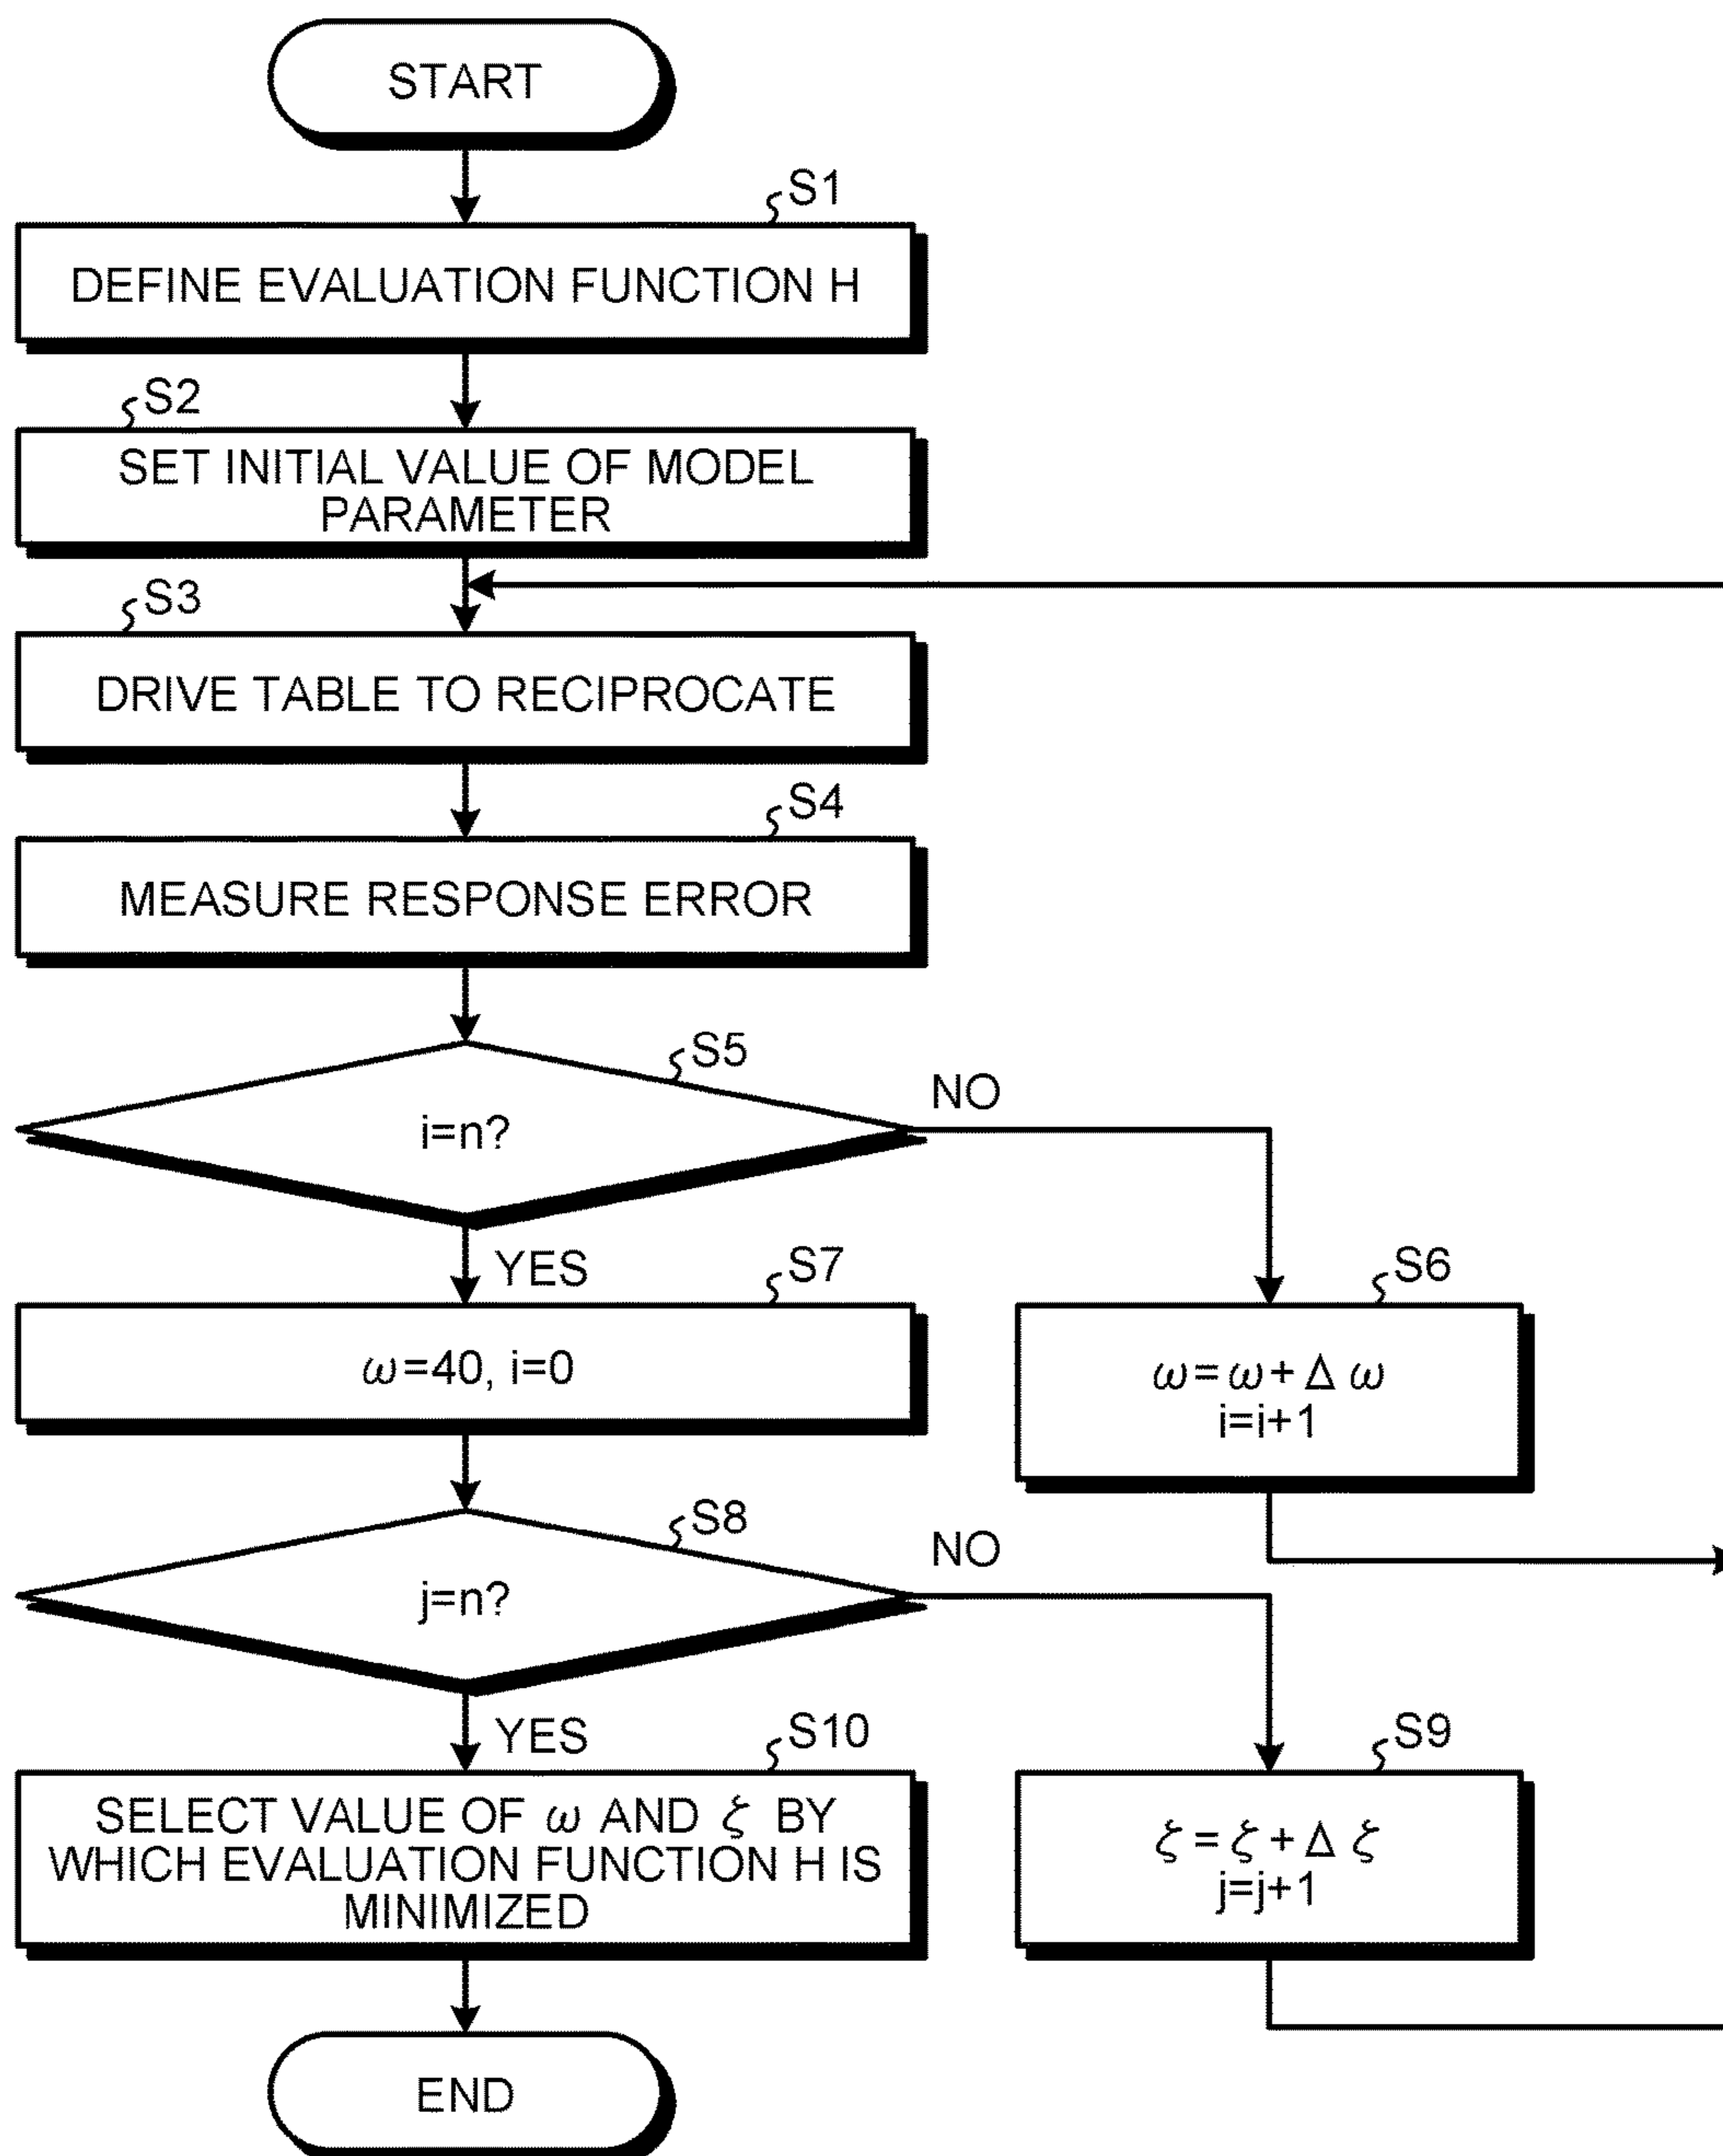 START
S1
DEFINE EVALUATION FUNCTION H
S2
SET INITIAL VALUE OF MODEL
PARAMETER
S3
DRIVE TABLE TO RECIPROCATE
S4
MEASURE RESPONSE ERROR
S5
i=n?
NO
YES
S7
ω=40, i=0
S6
ω=ω+Δ ω
i=i+1
S8
j=n?
NO
YES
S10
SELECT VALUE OF ω AND ζ BY
WHICH EVALUATION FUNCTION H IS
MINIMIZED
S9
ζ=ζ+Δ ζ
j=j+1
END